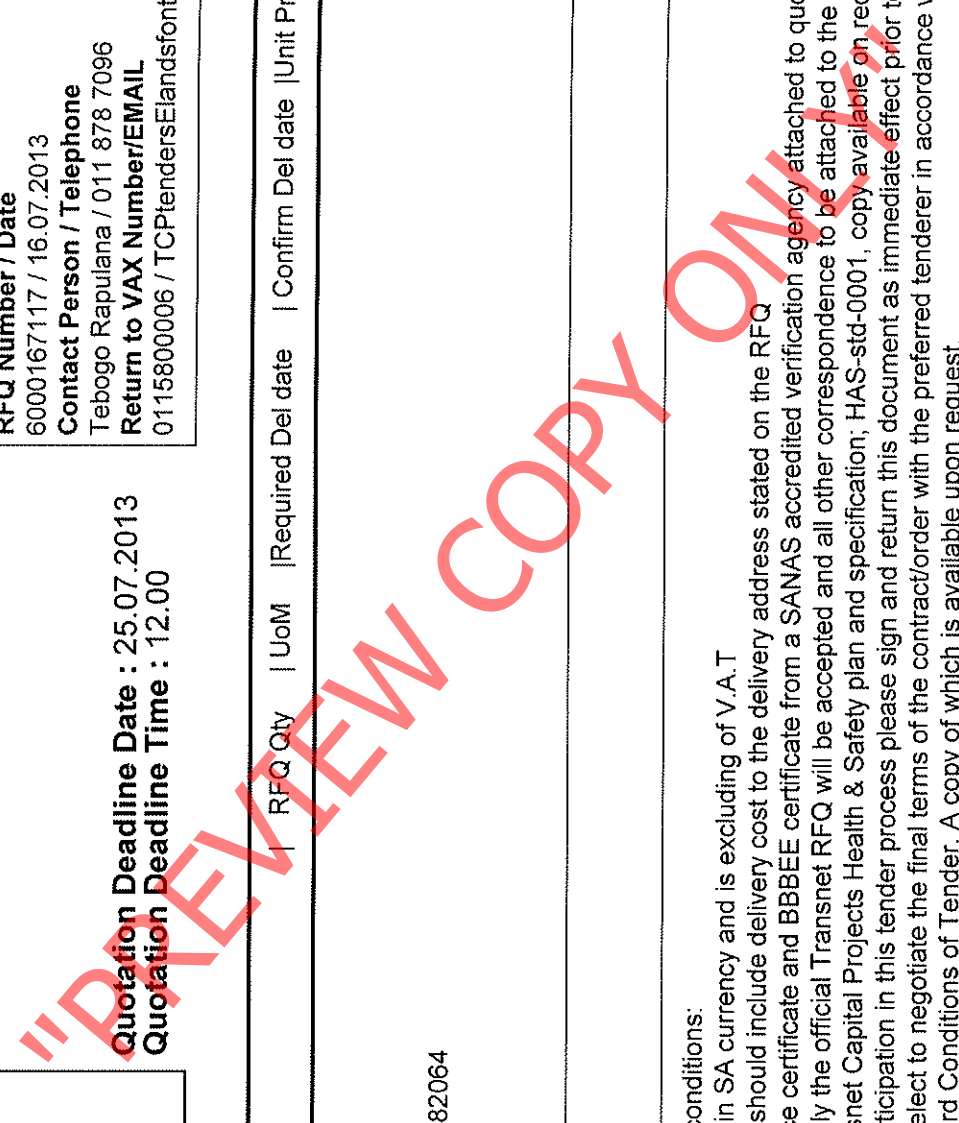 RFQ Number / Date
6000167117 / 16.07.2013
Contact Person / Telephone
Tebogo Rapulana / 011 878 7096
Return to VAX Number/EMAIL
0115800006 / TCPtendersElandsfont
Quotation Deadline Date : 25.07.2013
Quotation Deadline Time : 12.00
| RFQ Qty | UoM |Required Del date | Confirm Del date |Unit Pr
82064
onditions:
in SA currency and is excluding of V.A.T
should include delivery cost to the delivery address stated on the RFQ
e certificate and BBBEE certificate from a SANAS accredited verification agency attached to quo
ly the official Transnet RFQ will be accepted and all other correspondence to be attached to the
snet Capital Projects Health & Safety plan and specification; HAS-std-0001, copy available on req
ticipation in this tender process please sign and return this document as immediate effect prior to
elect to negotiate the final terms of the contract/order with the preferred tenderer in accordance w
rd Conditions of Tender. A copy of which is available upon request.
"PREVIEW COPY ONLY"